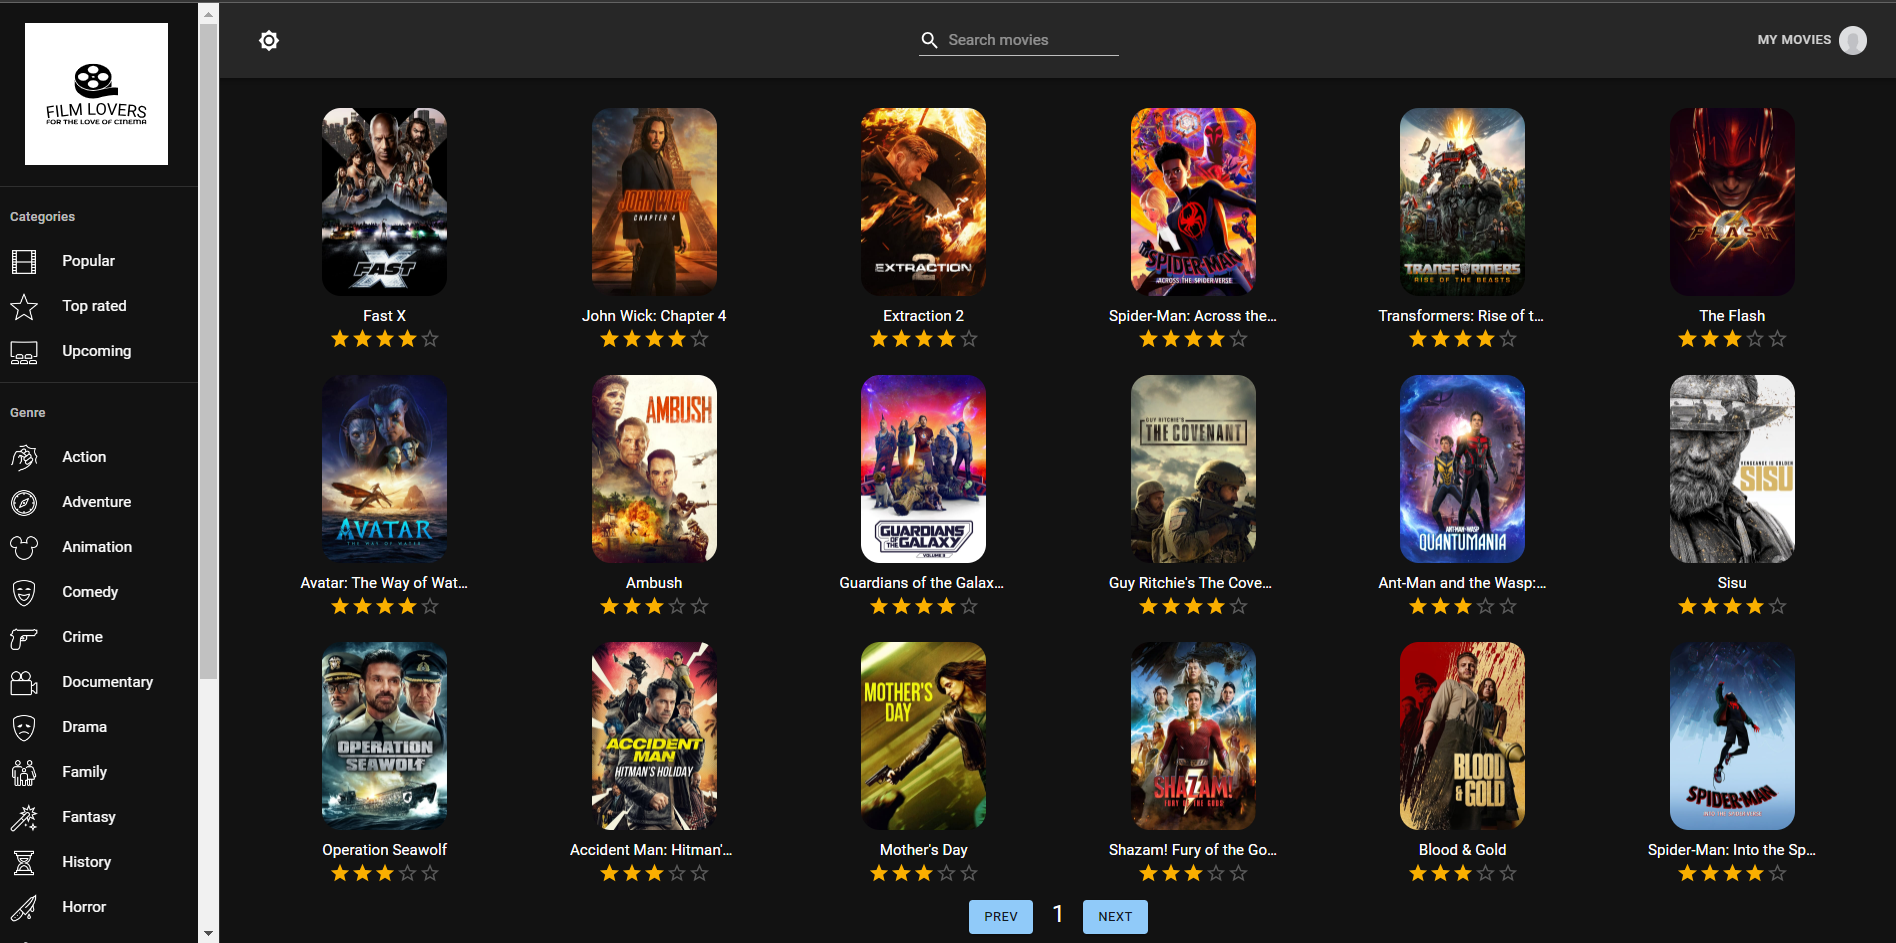 FILM LOVERS
FOR THE LOVE OF CINEMA
Search movies
MY MOVIES
Categories
Popular
Top rated
Upcoming
Genre
Action
Adventure
Animation
Comedy
Crime
Documentary
Drama
Family
Fantasy
History
Horror
FAST X
JOHN WICK
CHAPTER 4
EXTRACTION 2
SPIDER-MAN
ACROSS THE SPIDER-VERSE
TRANSFORMERS
RISE OF THE BEASTS
FLASH
Fast X
John Wick: Chapter 4
Extraction 2
Spider-Man: Across the...
Transformers: Rise of t...
The Flash
AVATAR
THE WAY OF WATER
AMBUSH
GUARDIANS
OF THE GALAXY
VOLUME 3
GUY RITCHIE'S
THE COVENANT
ANT-MAN AND THE WASP
QUANTUMANIA
VENGEANCE IS GOLDEN
SISU
Avatar: The Way of Wat...
Ambush
Guardians of the Galax...
Guy Ritchie's The Cove...
Ant-Man and the Wasp:...
Sisu
OPERATION
SEAWOLF
ACCIDENT
MAN
HITMAN'S HOLIDAY
MOTHER'S
DAY
SHAZAM!
FURY OF THE GODS
BLOOD
& GOLD
SPIDER-MAN
INTO THE SPIDER-VERSE
Operation Seawolf
Accident Man: Hitman'...
Mother's Day
Shazam! Fury of the Go...
Blood & Gold
Spider-Man: Into the Sp...
PREV
1
NEXT